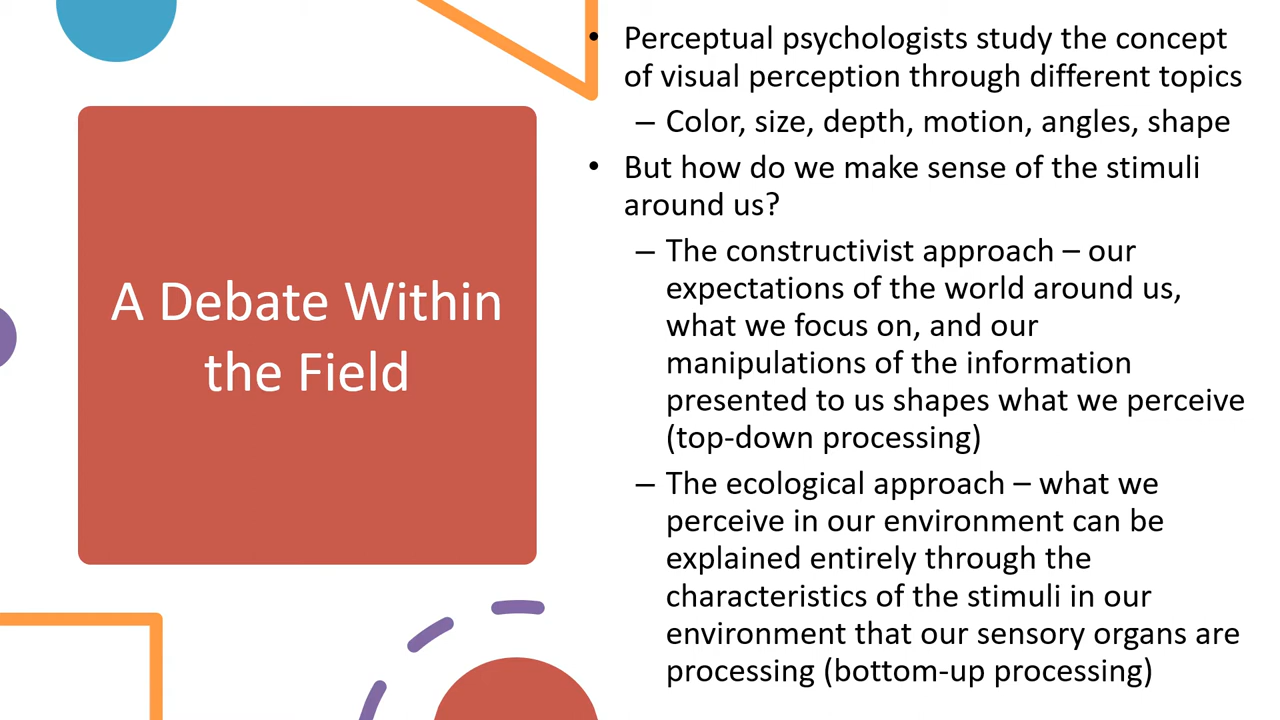 A Debate Within
the Field
• Perceptual psychologists study the concept
of visual perception through different topics
– Color, size, depth, motion, angles, shape
• But how do we make sense of the stimuli
around us?
– The constructivist approach – our
expectations of the world around us,
what we focus on, and our
manipulations of the information
presented to us shapes what we perceive
(top-down processing)
– The ecological approach – what we
perceive in our environment can be
explained entirely through the
characteristics of the stimuli in our
environment that our sensory organs are
processing (bottom-up processing)